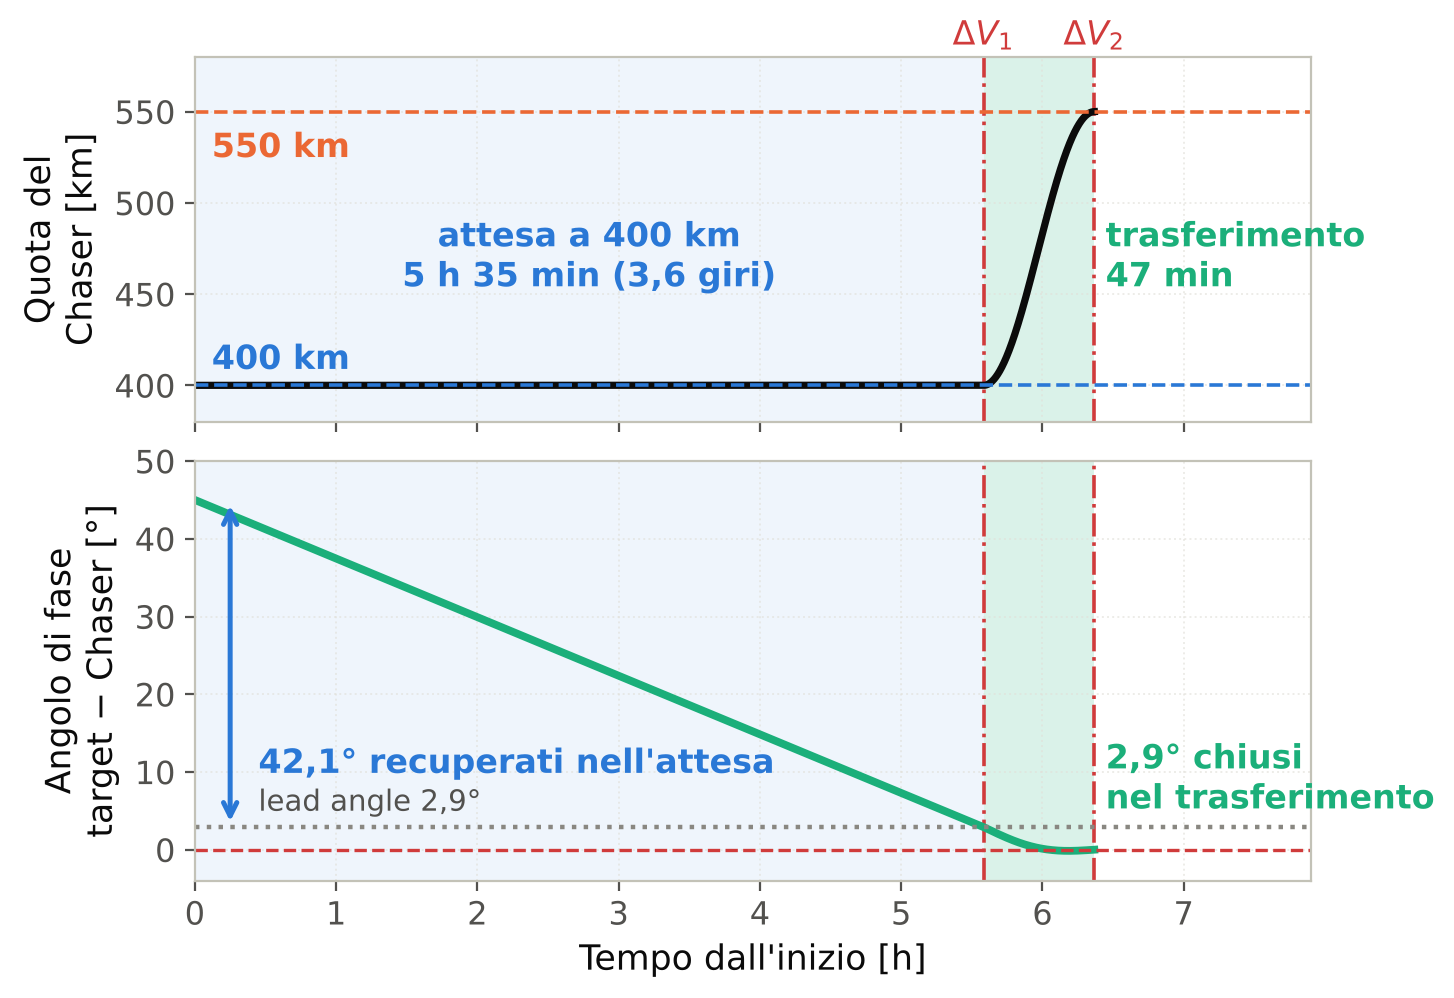 ΔV₁ ΔV₂
Quota del
Chaser [km]
550
500
450
400
550 km
attesa a 400 km
5 h 35 min (3,6 giri)
400 km
trasferimento
47 min
Angolo di fase
target − Chaser [°]
50
40
30
20
10
0
42,1° recuperati nell'attesa
lead angle 2,9°
2,9° chiusi
nel trasferimento
0 1 2 3 4 5 6 7
Tempo dall'inizio [h]